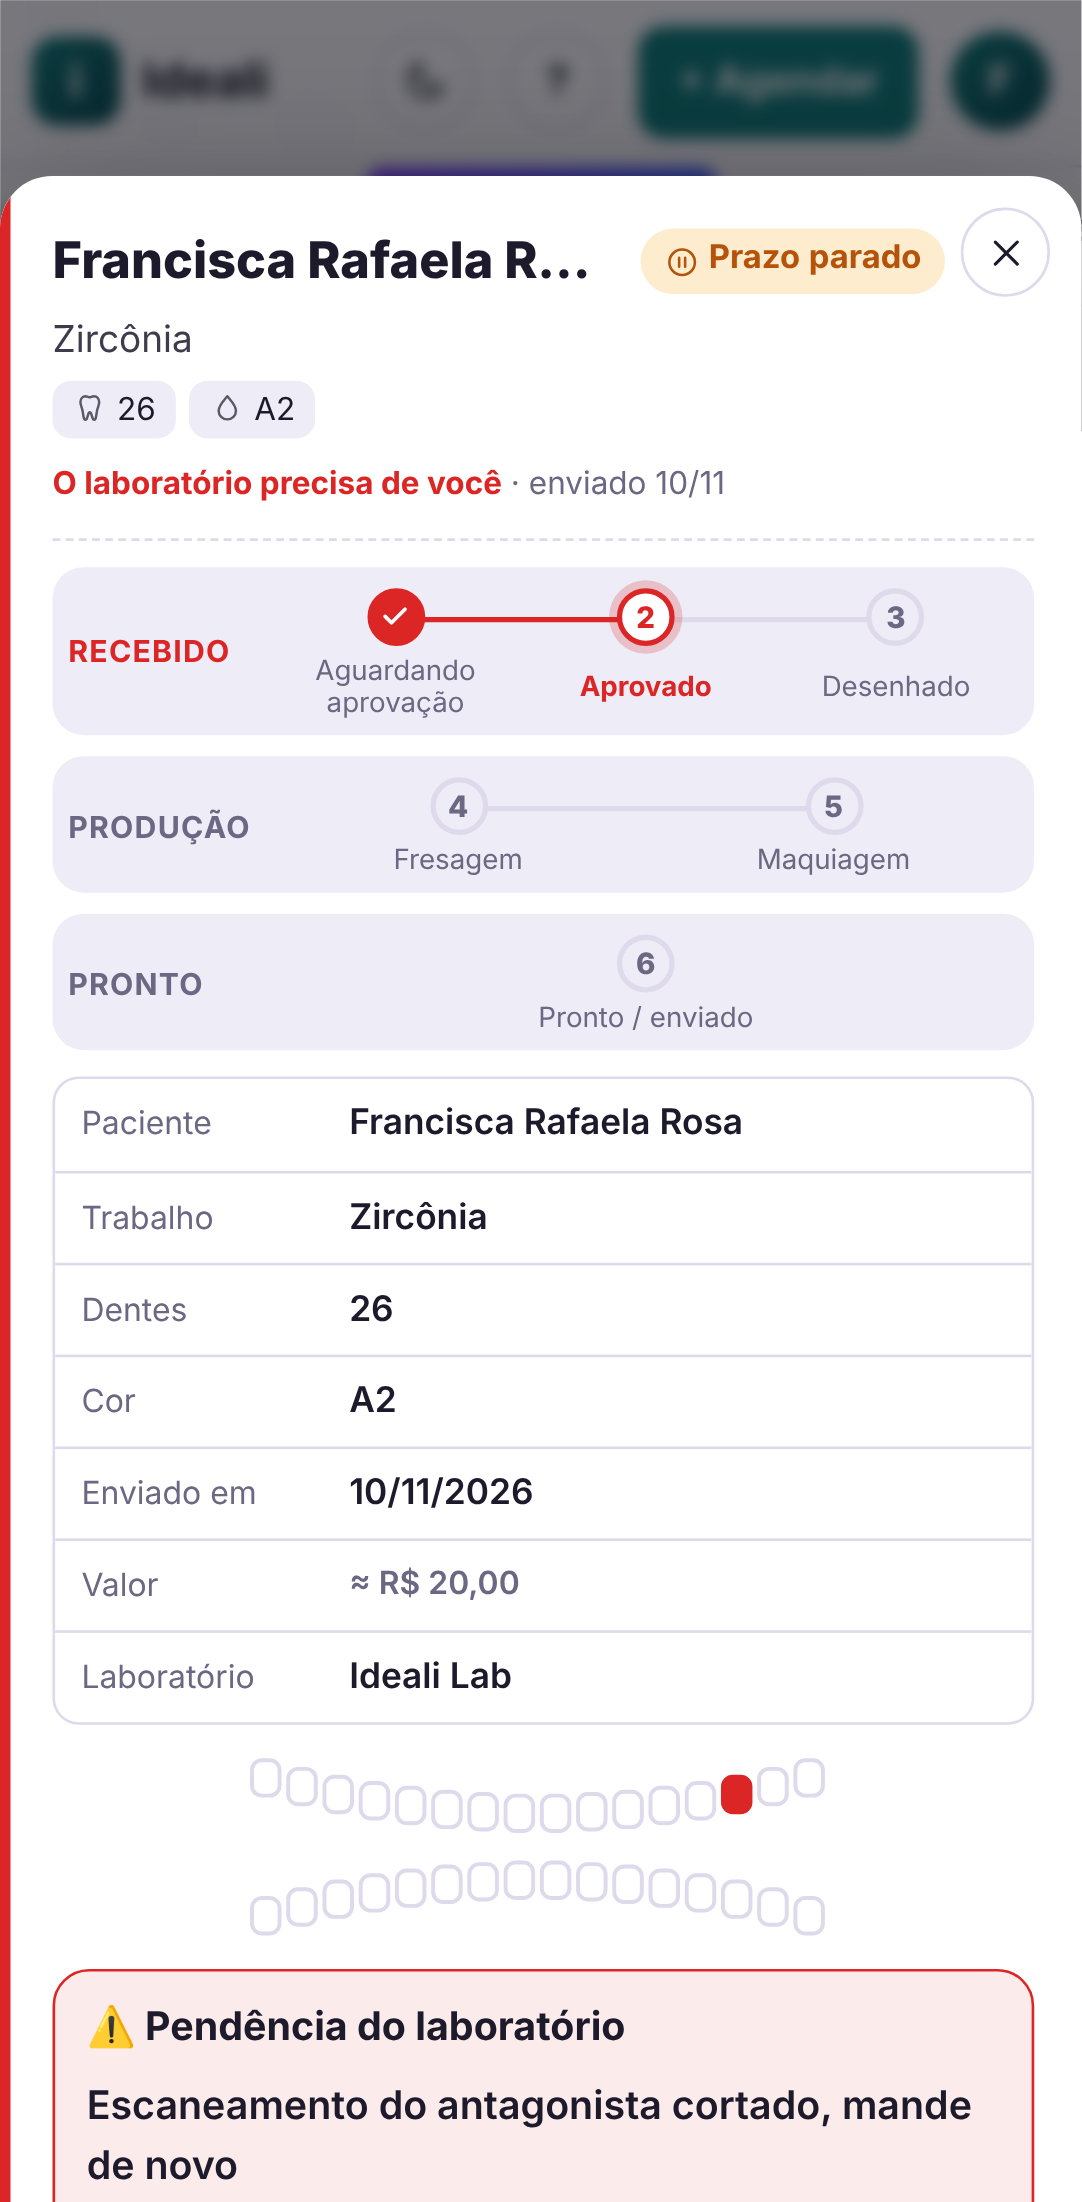 Ideali
?
+ Agendar
F
Francisca Rafaela R...
Prazo parado
Zircônia
26
A2
O laboratório precisa de você · enviado 10/11
RECEBIDO
2
3
Aguardando
aprovação
Aprovado
Desenhado
PRODUÇÃO
4
5
Fresagem
Maquiagem
PRONTO
6
Pronto / enviado
Paciente Francisca Rafaela Rosa
Trabalho Zircônia
Dentes 26
Cor A2
Enviado em 10/11/2026
Valor ≈ R$ 20,00
Laboratório Ideali Lab
⚠️ Pendência do laboratório
Escaneamento do antagonista cortado, mande
de novo